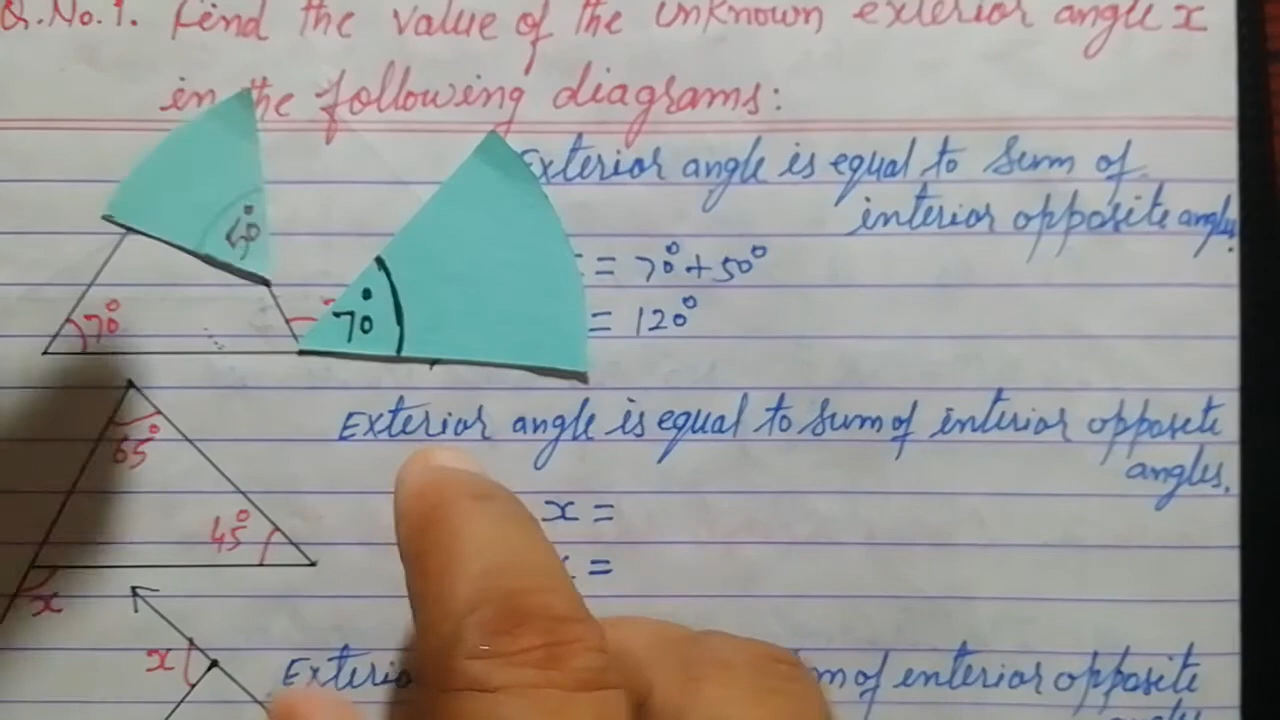 Q.No.1. Find the value of the unknown exterior angle x
in the following diagrams:
Exterior angle is equal to sum of
interior opposite angles.
50°
= 70° + 50°
70°
70°
= 120°
Exterior angle is equal to sum of interior opposite
angles.
65°
x =
45°
=
x
x
sum of interior opposite